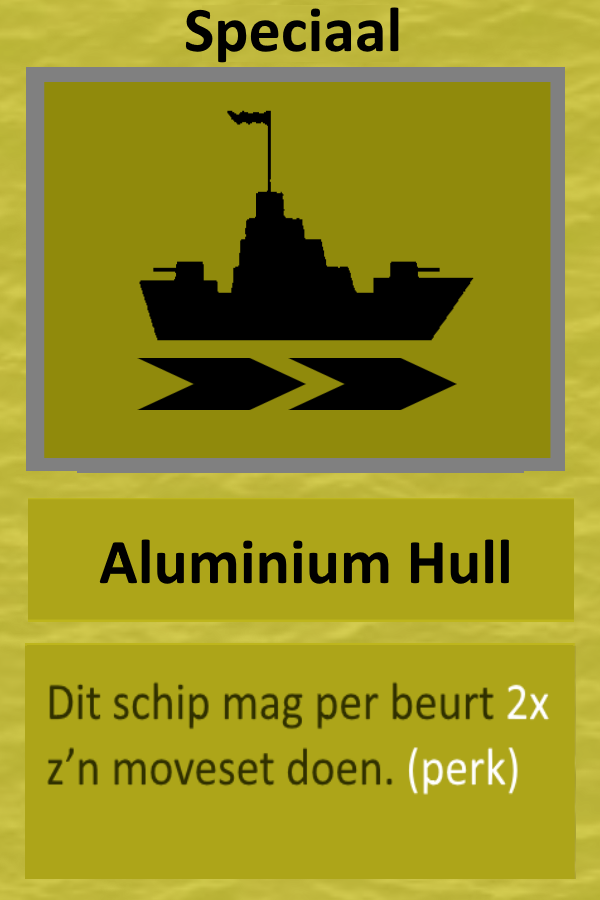 Speciaal
Aluminium Hull
Dit schip mag per beurt 2x
z’n moveset doen. (perk)